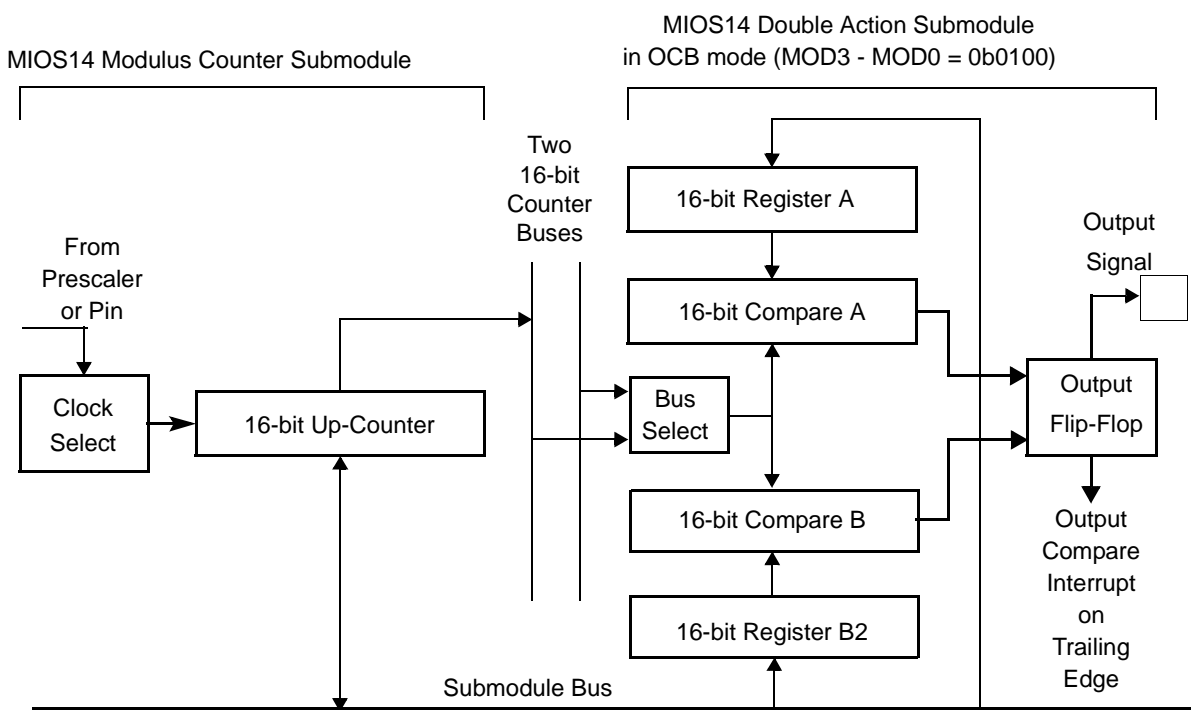 MIOS14 Modulus Counter Submodule
MIOS14 Double Action Submodule
in OCB mode (MOD3 - MOD0 = 0b0100)
Two
16-bit
Counter
Buses
16-bit Register A
From
Prescaler
or Pin
Output
Signal
16-bit Compare A
Clock
Select
16-bit Up-Counter
Bus
Select
Output
Flip-Flop
16-bit Compare B
Output
Compare
Interrupt
on
Trailing
Edge
16-bit Register B2
Submodule Bus